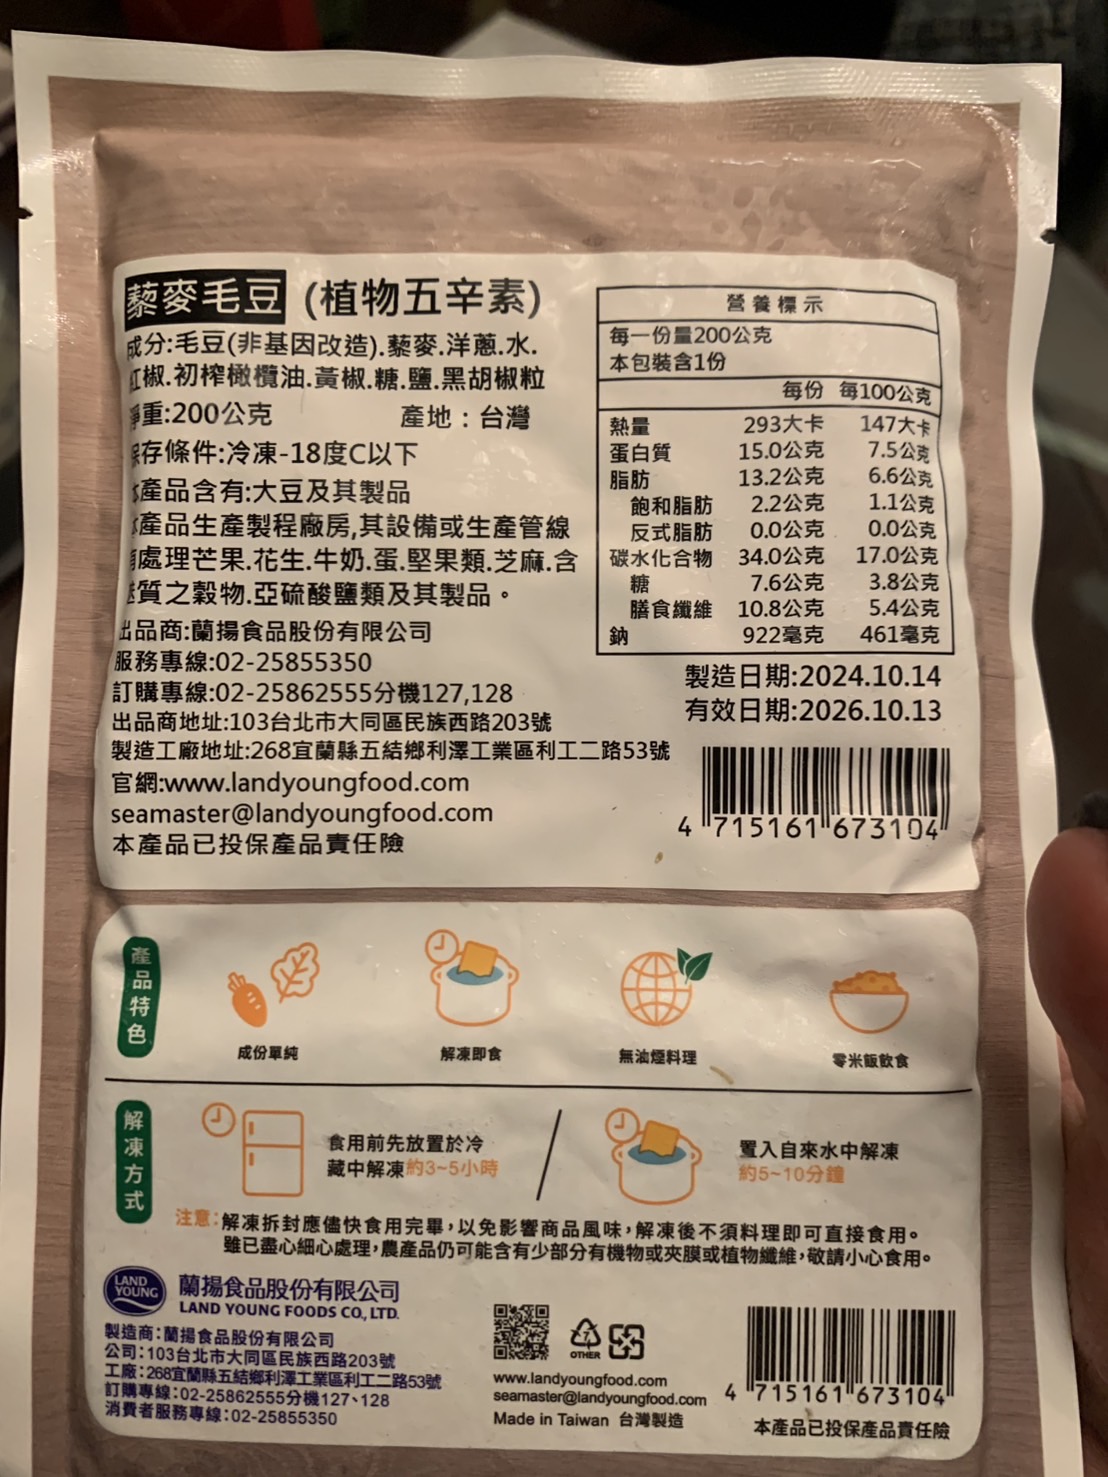 藜麥毛豆 (植物五辛素)
成分:毛豆(非基因改造).藜麥.洋蔥.水.
紅椒.初榨橄欖油.黃椒.糖.鹽.黑胡椒粒
淨重:200公克 產地：台灣
保存條件:冷凍-18度C以下
本產品含有:大豆及其製品
本產品生產製程廠房,其設備或生產管線
有處理芒果.花生.牛奶.蛋.堅果類.芝麻.含
麩質之穀物.亞硫酸鹽類及其製品。
出品商:蘭揚食品股份有限公司
服務專線:02-25855350
訂購專線:02-25862555分機127,128
出品商地址:103台北市大同區民族西路203號
製造工廠地址:268宜蘭縣五結鄉利澤工業區利工二路53號
官網:www.landyoungfood.com
seamaster@landyoungfood.com
本產品已投保產品責任險
營養標示
每一份量200公克
本包裝含1份
每份 每100公克
熱量 293大卡 147大卡
蛋白質 15.0公克 7.5公克
脂肪 13.2公克 6.6公克
飽和脂肪 2.2公克 1.1公克
反式脂肪 0.0公克 0.0公克
碳水化合物 34.0公克 17.0公克
糖 7.6公克 3.8公克
膳食纖維 10.8公克 5.4公克
鈉 922毫克 461毫克
製造日期:2024.10.14
有效日期:2026.10.13
4 715161 673104
產品特色
成份單純
解凍即食
無油煙料理
零米飯飲食
解凍方式
食用前先放置於冷
藏中解凍約3~5小時
置入自來水中解凍
約5~10分鐘
注意:解凍拆封應儘快食用完畢，以免影響商品風味，解凍後不須料理即可直接食用。
雖已盡心細心處理，農產品仍可能含有少部分有機物或夾膜或植物纖維，敬請小心食用。
LAND
YOUNG
蘭揚食品股份有限公司
LAND YOUNG FOODS CO., LTD.
製造商:蘭揚食品股份有限公司
公司:103台北市大同區民族西路203號
工廠:268宜蘭縣五結鄉利澤工業區利工二路53號
訂購專線:02-25862555分機127、128
消費者服務專線:02-25855350
7
OTHER
www.landyoungfood.com
seamaster@landyoungfood.com
Made in Taiwan 台灣製造
4 715161 673104
本產品已投保產品責任險